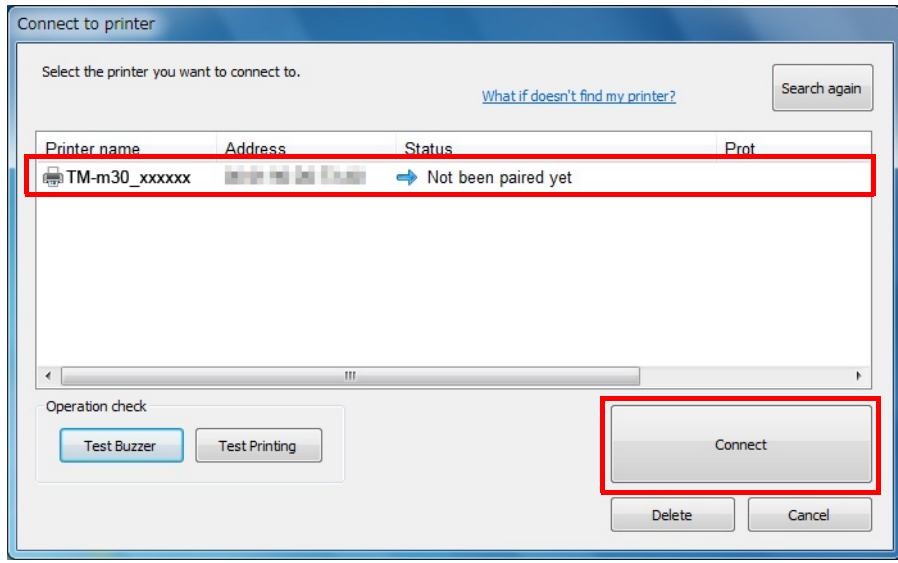 Connect to printer
Select the printer you want to connect to.
What if doesn't find my printer?
Search again
Printer name Address Status Prot
TM-m30_xxxxxx Not been paired yet
Operation check
Test Buzzer Test Printing
Connect
Delete Cancel